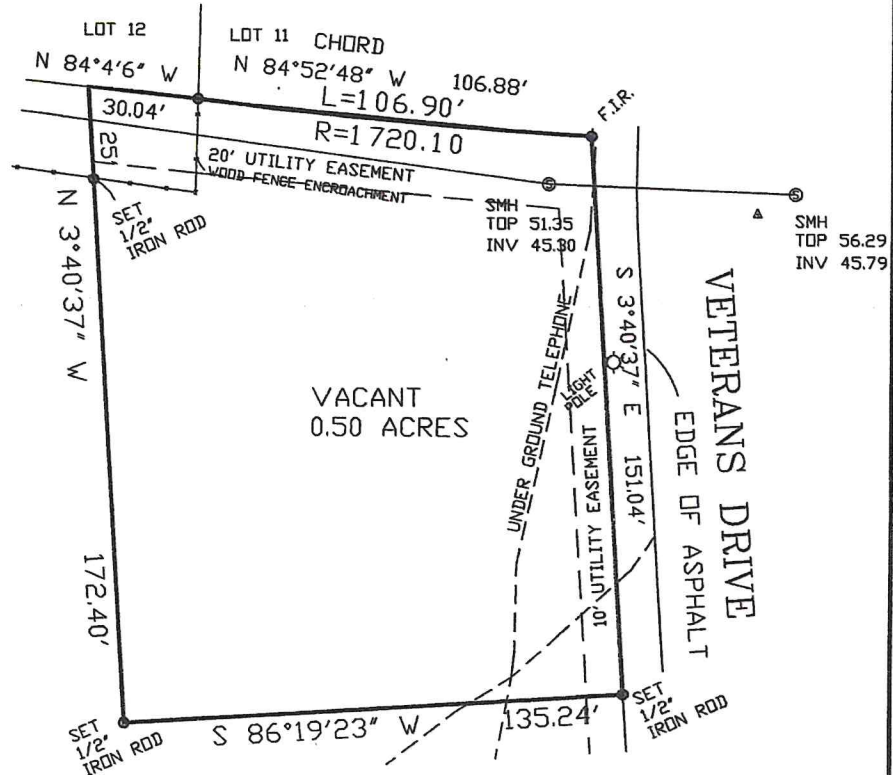 LOT 12
LOT 11 CHORD
N 84°4'6" W
N 84°52'48" W 106.88'
L=106.90'
30.04'
R=1720.10
F.I.R.
25'
20' UTILITY EASEMENT
WOOD FENCE ENCROACHMENT
SET
1/2"
IRON ROD
SMH
TOP 51.35
INV 45.30
SMH
TOP 56.29
INV 45.79
N 3°40'37" W
172.40'
VACANT
0.50 ACRES
UNDER GROUND TELEPHONE
LIGHT
POLE
10' UTILITY EASEMENT
S 3°40'37" E 151.04'
EDGE OF ASPHALT
VETERANS DRIVE
SET
1/2"
IRON ROD
S 86°19'23" W 135.24'
SET
1/2"
IRON ROD